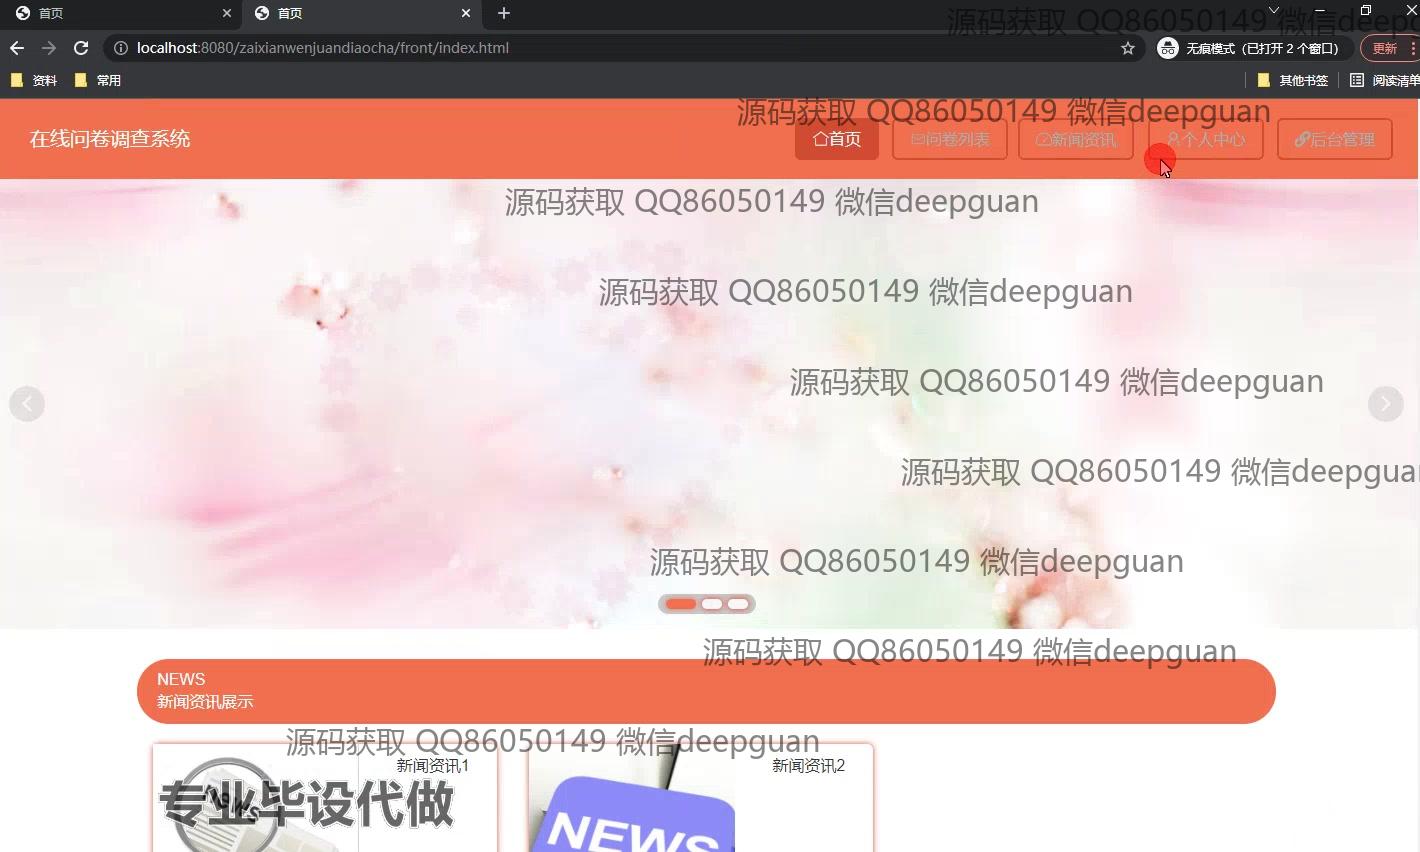 首页
首页
源码获取 QQ86050149 微信deepg
localhost:8080/zaixianwenjuandiaocha/front/index.html
无痕模式（已打开 2 个窗口）
更新
资料
常用
其他书签
阅读清单
源码获取 QQ86050149 微信deepguan
在线问卷调查系统
首页
问卷列表
新闻资讯
个人中心
后台管理
源码获取 QQ86050149 微信deepguan
源码获取 QQ86050149 微信deepguan
源码获取 QQ86050149 微信deepguan
源码获取 QQ86050149 微信deepguan
源码获取 QQ86050149 微信deepguan
源码获取 QQ86050149 微信deepguan
NEWS
新闻资讯展示
源码获取 QQ86050149 微信deepguan
新闻资讯1
新闻资讯2
News
专业毕设代做
NEWS